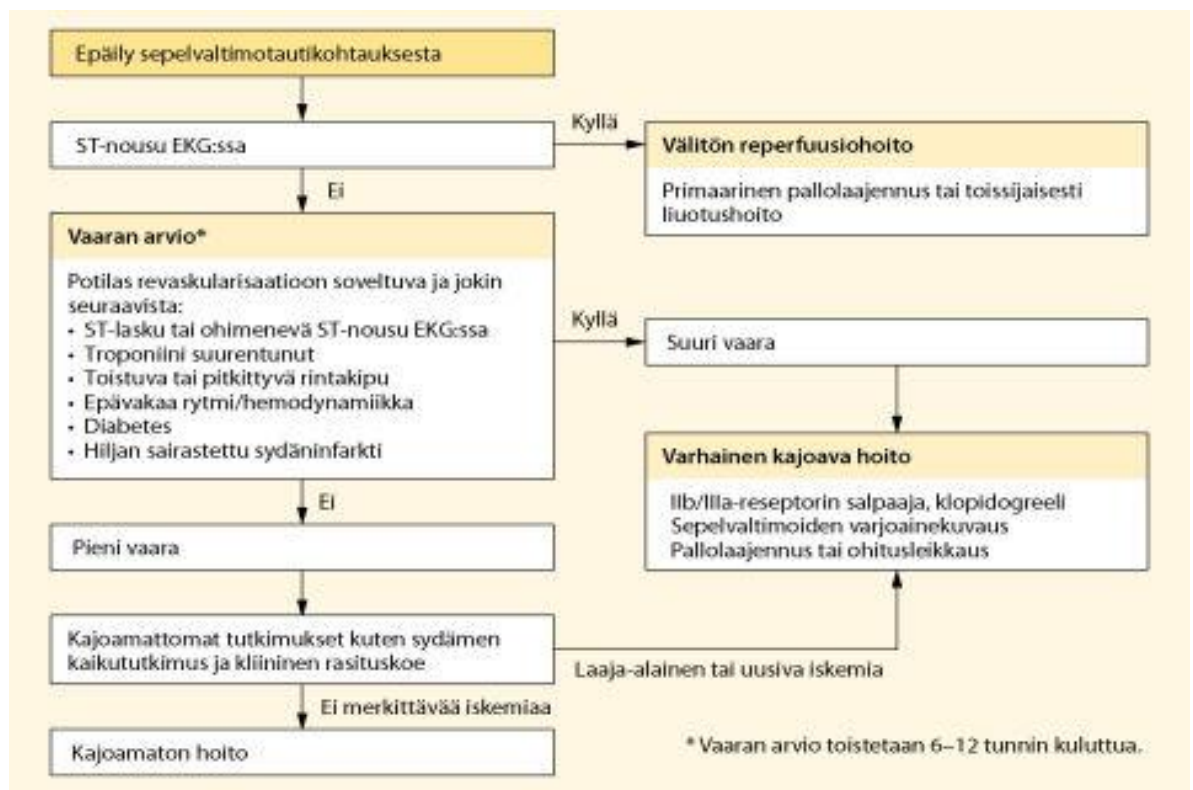 Epäily sepelvaltimotautikohtauksesta
ST-nousu EKG:ssa
Kyllä
Välitön reperfuusiohoito
Primaarinen pallolaajennus tai toissijaisesti
liuotushoito
Ei
Vaaran arvio*
Potilas revaskularisaatioon soveltuva ja jokin
seuraavista:
• ST-lasku tai ohimenevä ST-nousu EKG:ssa
• Troponiini suurentunut
• Toistuva tai pitkittyvä rintakipu
• Epävakaa rytmi/hemodynamiikka
• Diabetes
• Hiljan sairastettu sydäninfarkti
Kyllä
Suuri vaara
Varhainen kajoava hoito
IIb/IIIa-reseptorin salpaaja, klopidogreeli
Sepelvaltimoiden varjoainekuvaus
Pallolaajennus tai ohitusleikkaus
Ei
Pieni vaara
Kajoamattomat tutkimukset kuten sydämen
kaikututkimus ja kliininen rasituskoe
Laaja-alainen tai uusiva iskemia
Ei merkittävää iskemiaa
Kajoamaton hoito
* Vaaran arvio toistetaan 6–12 tunnin kuluttua.